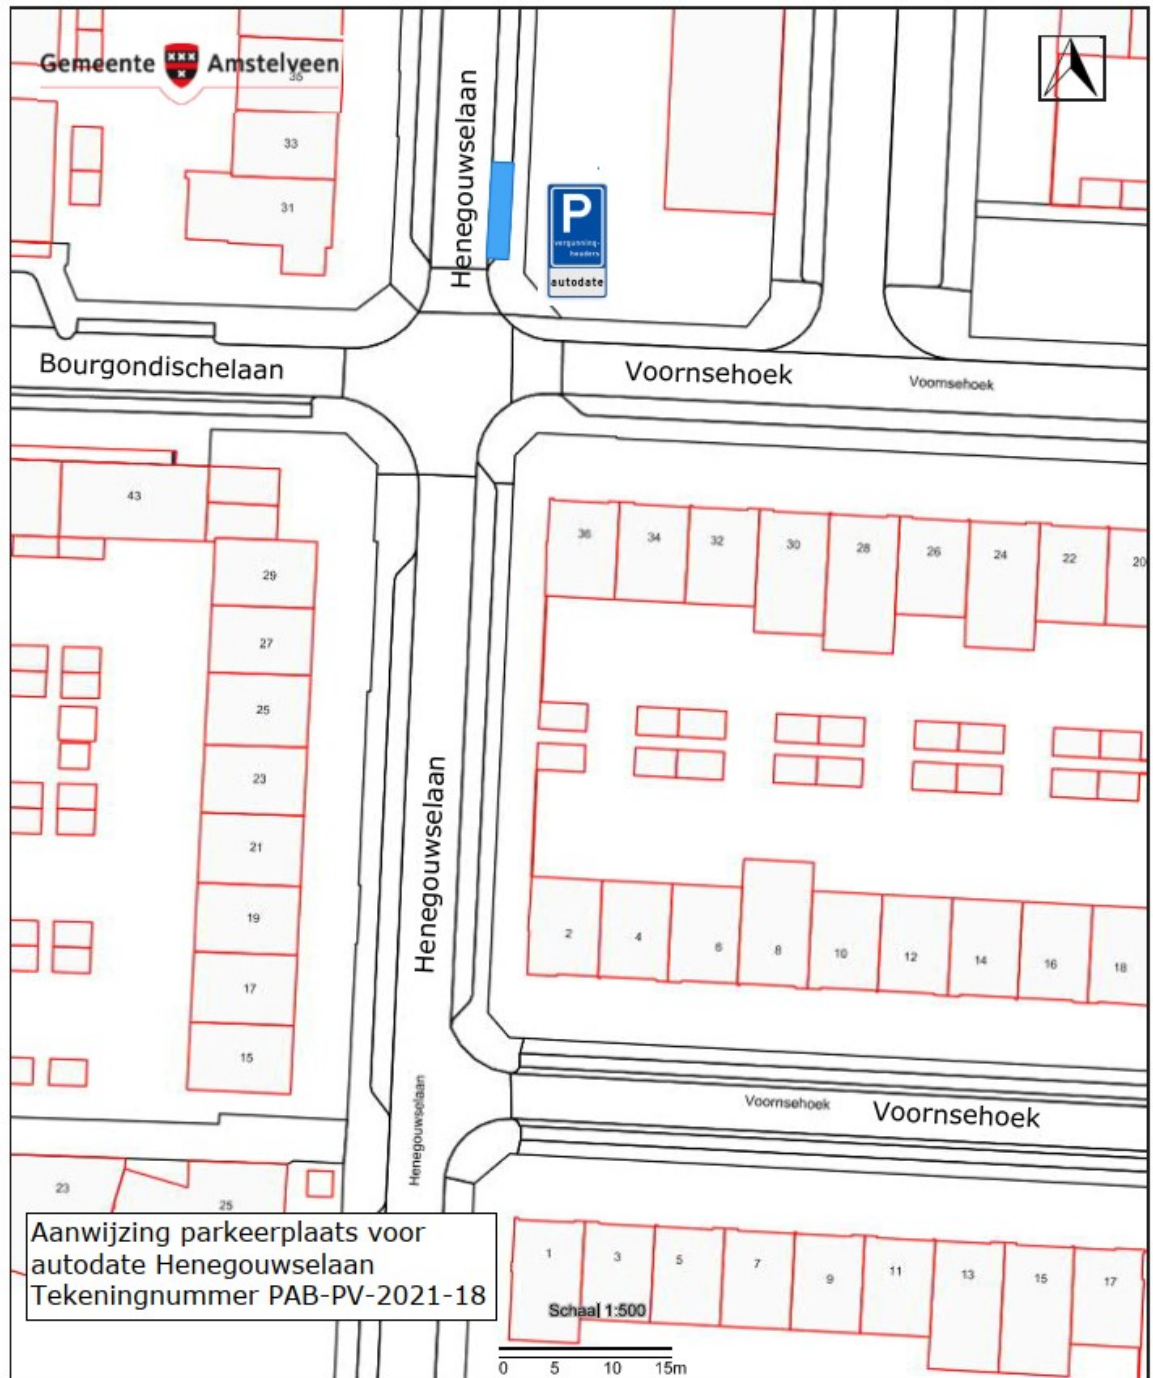 Gemeente Amstelveen
35
33
31
Henegouwselaan
P
vergunning-
houders
autodate
Bourgondischelaan
Voornsehoek
Voornsehoek
43
29
27
25
23
21
19
17
15
36
34
32
30
28
26
24
22
20
Henegouwselaan
2
4
6
8
10
12
14
16
18
Voornsehoek
Voornsehoek
Henegouwselaan
23
25
Aanwijzing parkeerplaats voor
autodate Henegouwselaan
Tekeningnummer PAB-PV-2021-18
1
3
5
7
9
11
13
15
17
Schaal 1:500
0 5 10 15m